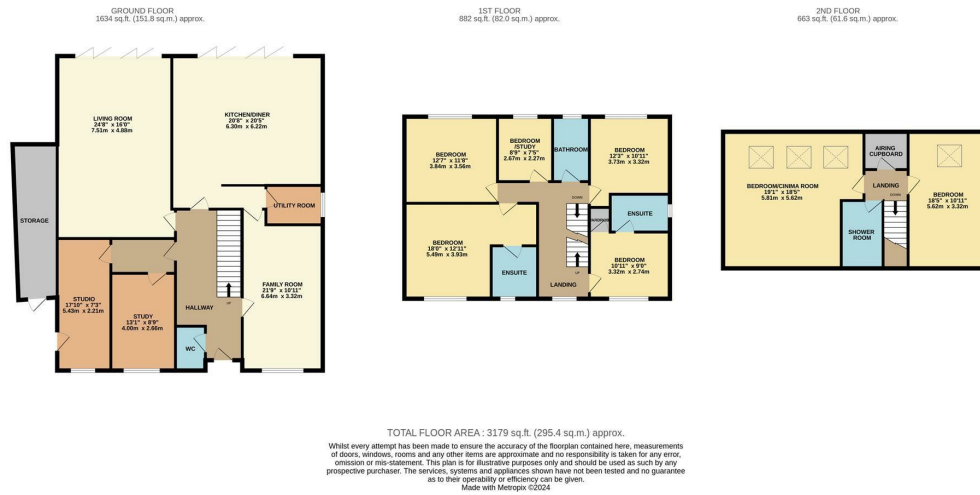 GROUND FLOOR
1634 sq.ft. (151.8 sq.m.) approx.
1ST FLOOR
882 sq.ft. (82.0 sq.m.) approx.
2ND FLOOR
663 sq.ft. (61.6 sq.m.) approx.
LIVING ROOM
24'8" x 16'0"
7.51m x 4.88m
KITCHEN/DINER
20'8" x 20'5"
6.30m x 6.22m
STORAGE
UTILITY ROOM
STUDIO
17'10" x 7'3"
5.43m x 2.21m
STUDY
13'1" x 8'9"
4.00m x 2.66m
HALLWAY
UP
FAMILY ROOM
21'9" x 10'11"
6.64m x 3.32m
WC
BEDROOM
12'7" x 11'8"
3.84m x 3.56m
BEDROOM
/STUDY
8'9" x 7'5"
2.67m x 2.27m
BATHROOM
BEDROOM
12'3" x 10'11"
3.73m x 3.32m
DOWN
ENSUITE
BEDROOM
18'0" x 12'11"
5.49m x 3.93m
ENSUITE
UP
LANDING
BEDROOM
10'11" x 9'0"
3.32m x 2.74m
BEDROOM/CINIMA ROOM
19'1" x 18'5"
5.81m x 5.62m
AIRING
CUPBOARD
LANDING
DOWN
SHOWER
ROOM
BEDROOM
18'5" x 10'11"
5.62m x 3.32m
TOTAL FLOOR AREA : 3179 sq.ft. (295.4 sq.m.) approx.
Whilst every attempt has been made to ensure the accuracy of the floorplan contained here, measurements
of doors, windows, rooms and any other items are approximate and no responsibility is taken for any error,
omission or mis-statement. This plan is for illustrative purposes only and should be used as such by any
prospective purchaser. The services, systems and appliances shown have not been tested and no guarantee
as to their operability or efficiency can be given.
Made with Metropix ©2024